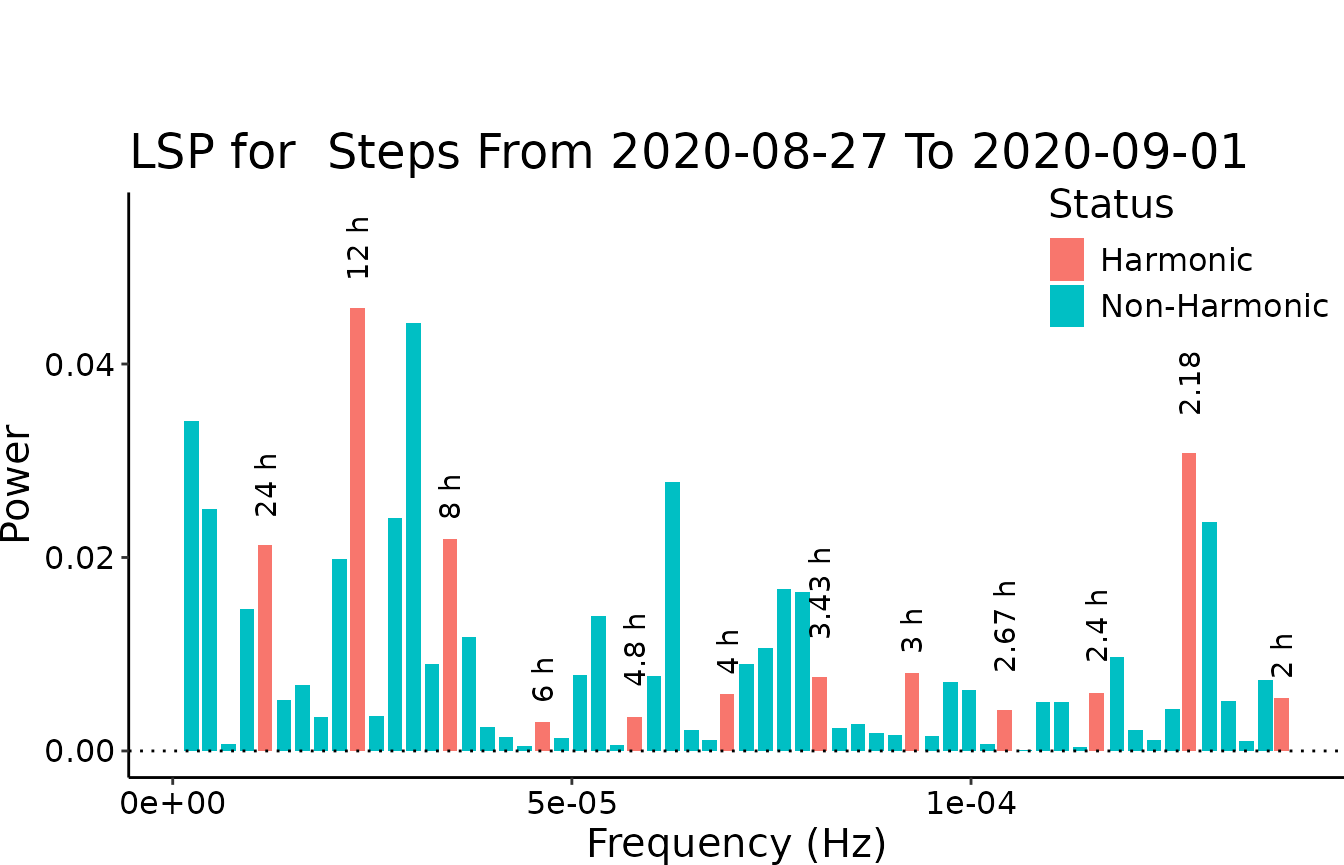 LSP for  Steps From 2020-08-27 To 2020-09-01
Status
Harmonic
Non-Harmonic
Power
0.04
0.02
0.00
24 h
12 h
8 h
6 h
4.8 h
4 h
3.43 h
3 h
2.67 h
2.4 h
2.18
2 h
0e+00
5e-05
1e-04
Frequency (Hz)